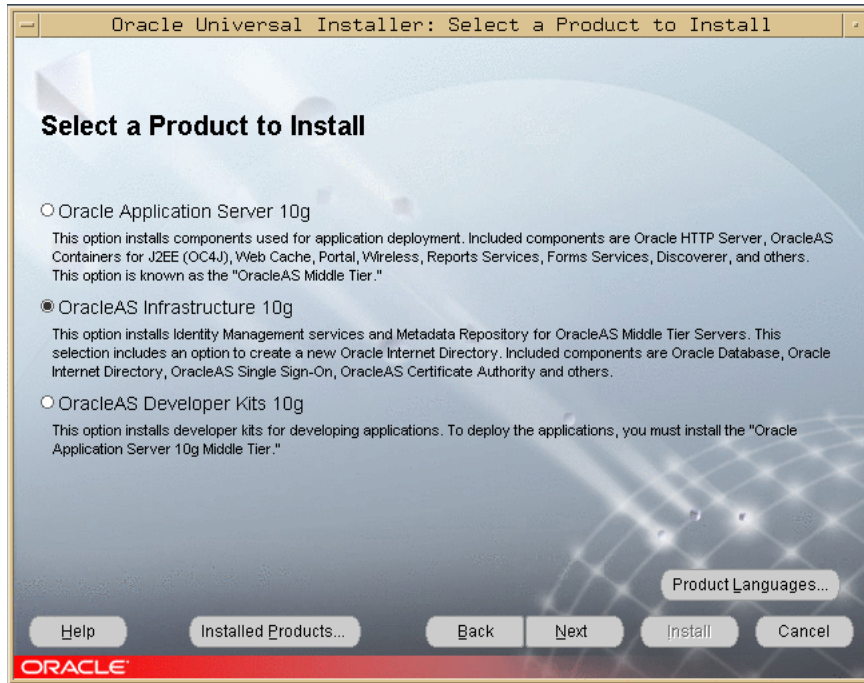 Oracle Universal Installer: Select a Product to Install
Select a Product to Install
Oracle Application Server 10g
This option installs components used for application deployment. Included components are Oracle HTTP Server, OracleAS
Containers for J2EE (OC4J), Web Cache, Portal, Wireless, Reports Services, Forms Services, Discoverer, and others.
This option is known as the "OracleAS Middle Tier."
OracleAS Infrastructure 10g
This option installs Identity Management services and Metadata Repository for OracleAS Middle Tier Servers. This
selection includes an option to create a new Oracle Internet Directory. Included components are Oracle Database, Oracle
Internet Directory, OracleAS Single Sign-On, OracleAS Certificate Authority and others.
OracleAS Developer Kits 10g
This option installs developer kits for developing applications. To deploy the applications, you must install the "Oracle
Application Server 10g Middle Tier."
Product Languages...
Help Installed Products... Back Next Install Cancel
ORACLE